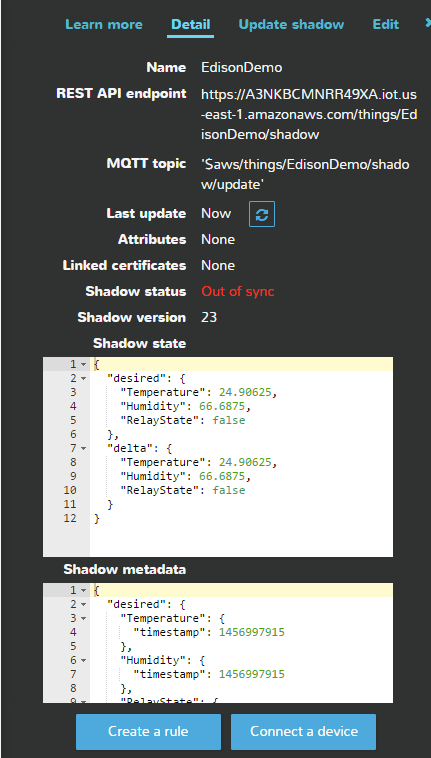 Learn more Detail Update shadow Edit
Name EdisonDemo
REST API endpoint https://A3NKBCMNRR49XA.iot.us
-east-1.amazonaws.com/things/Ed
isonDemo/shadow
MQTT topic '$aws/things/EdisonDemo/shado
w/update'
Last update Now
Attributes None
Linked certificates None
Shadow status Out of sync
Shadow version 23
Shadow state
1 {
2 "desired": {
3 "Temperature": 24.90625,
4 "Humidity": 66.6875,
5 "RelayState": false
6 },
7 "delta": {
8 "Temperature": 24.90625,
9 "Humidity": 66.6875,
10 "RelayState": false
11 }
12 }
Shadow metadata
1 {
2 "desired": {
3 "Temperature": {
4 "timestamp": 1456997915
5 },
6 "Humidity": {
7 "timestamp": 1456997915
8 },
9 "RelayState": {
Create a rule Connect a device